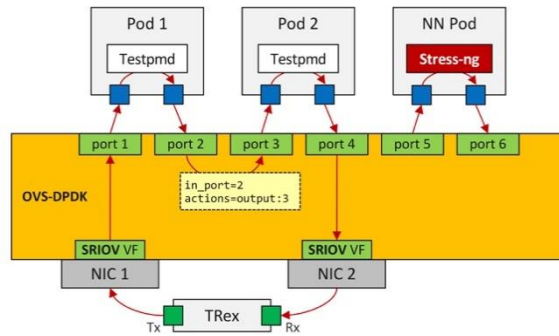 Pod 1
Pod 2
NN Pod
Testpmd
Testpmd
Stress-ng
port 1
port 2
port 3
port 4
port 5
port 6
in_port=2
actions=output:3
OVS-DPDK
SRIOV VF
SRIOV VF
NIC 1
NIC 2
Tx
TRex
Rx